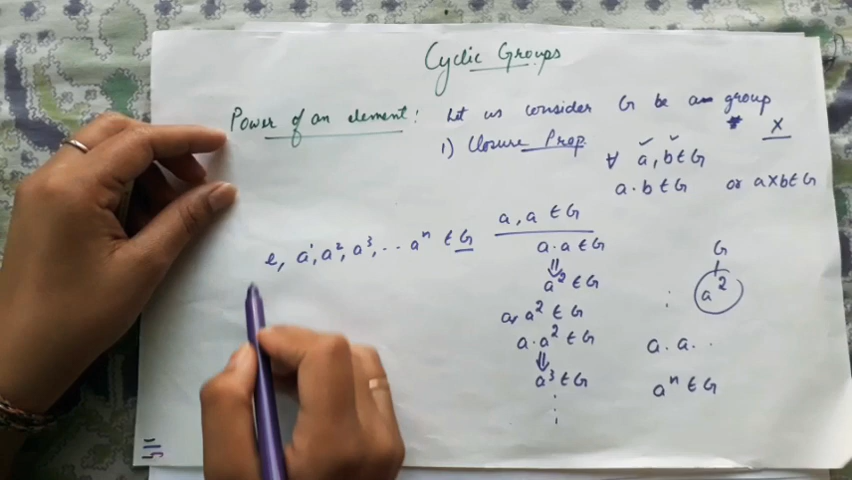 Cyclic Groups
Power of an element: Let us consider G be a group
* X
1) Closure Prop.
∀ a, b ∈ G
a.b ∈ G or a×b ∈ G
a, a ∈ G
e, a¹, a², a³, .. aⁿ ∈ G
a.a ∈ G
⇓
a² ∈ G
G
a²
a, a² ∈ G
a.a² ∈ G
⇓
a³ ∈ G
:
a.a. ..
aⁿ ∈ G